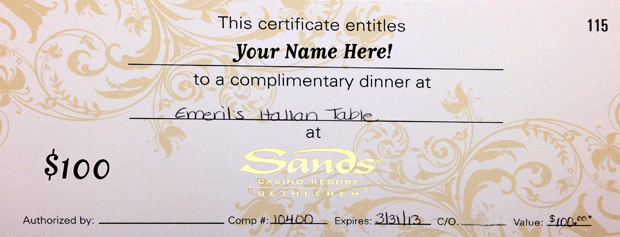 This certificate entitles
115
Your Name Here!
to a complimentary dinner at
Emeril's Italian Table
at
$100
Sands
CASINO RESORT
BETHLEHEM
Authorized by: Comp #: 10400 Expires: 3/31/13 C/O. Value: $100.00*